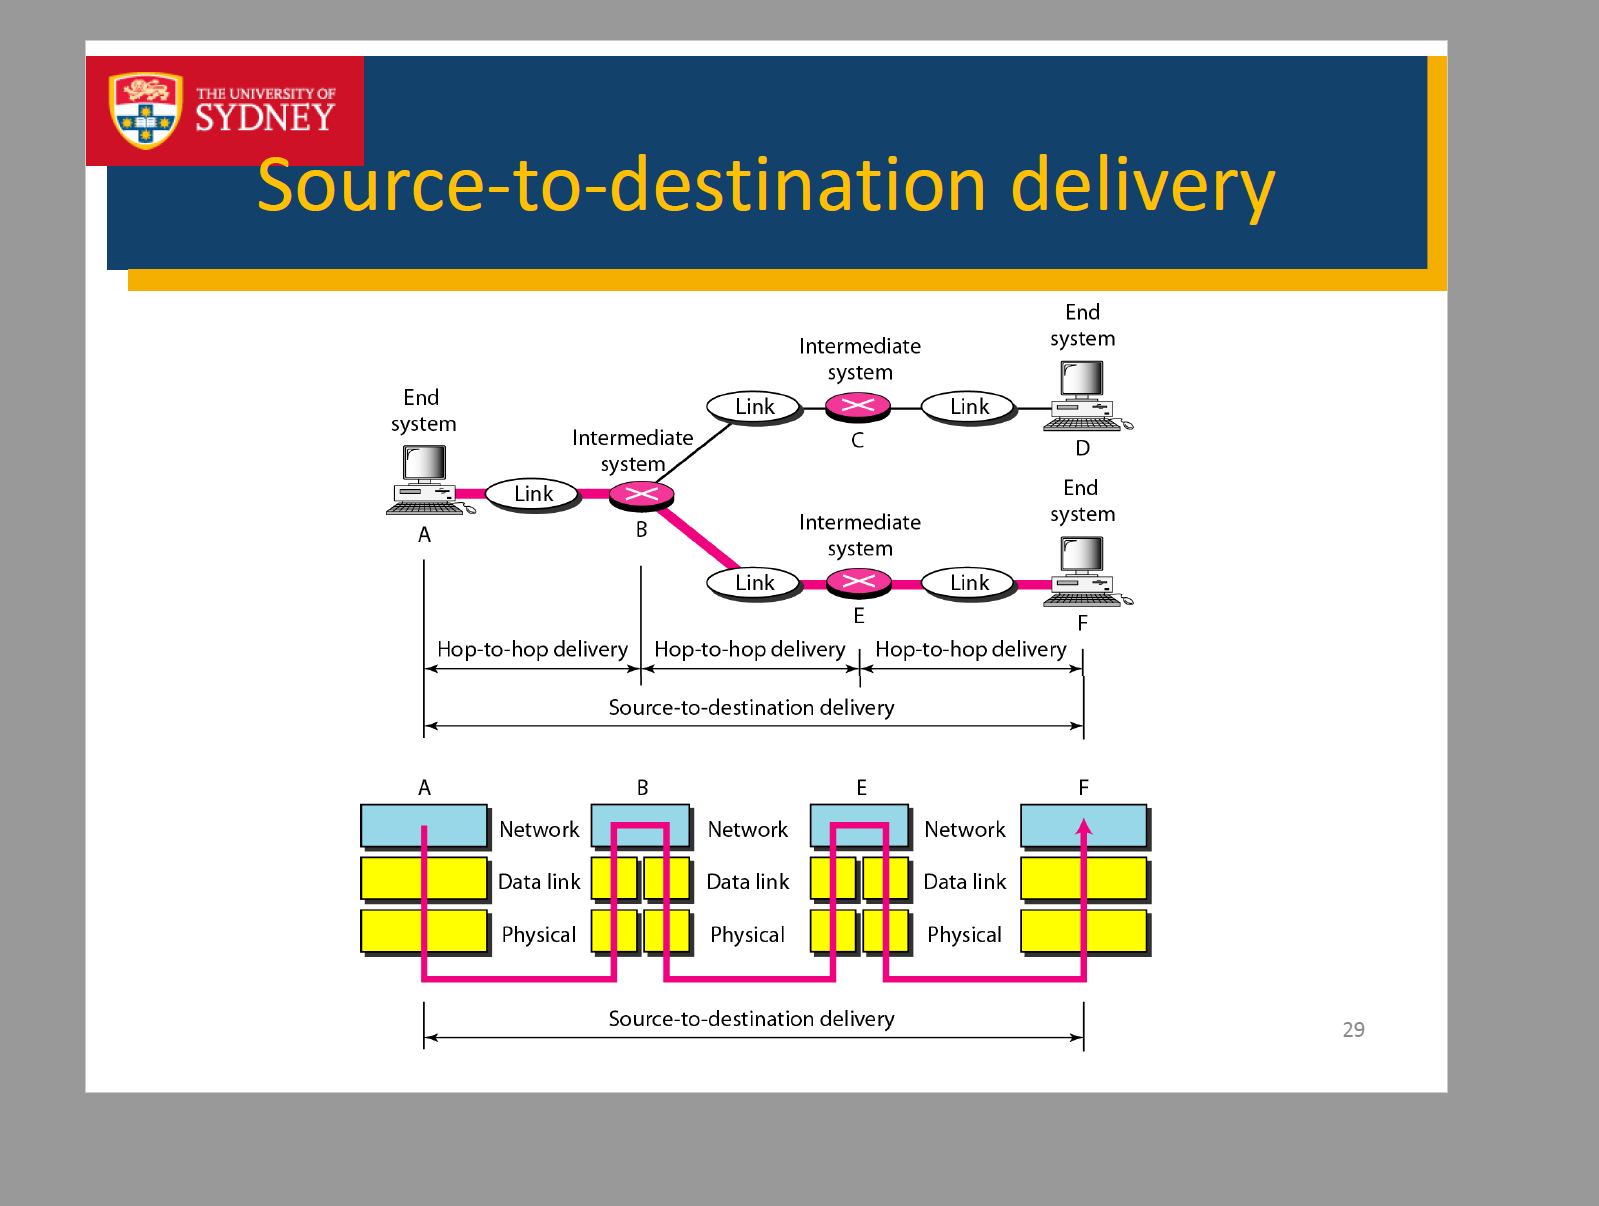 THE UNIVERSITY OF
SYDNEY
Source-to-destination delivery
End
system
Intermediate
system
End
system
Link
Link
C
D
Intermediate
system
Link
A
B
Intermediate
system
End
system
Link
Link
E
F
Hop-to-hop delivery Hop-to-hop delivery Hop-to-hop delivery
Source-to-destination delivery
A B E F
Network Network Network
Data link Data link Data link
Physical Physical Physical
Source-to-destination delivery
29